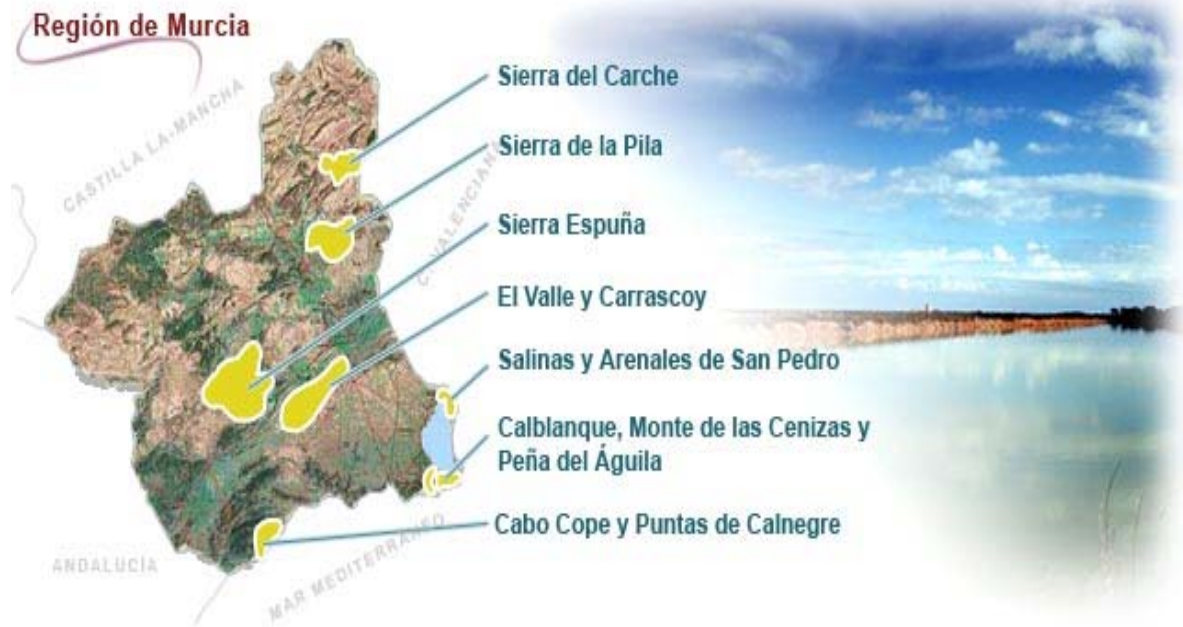 Región de Murcia
CASTILLA LA-MANCHA
Sierra del Carche
Sierra de la Pila
C. VALENCIANA
Sierra Espuña
El Valle y Carrascoy
Salinas y Arenales de San Pedro
Calblanque, Monte de las Cenizas y
Peña del Águila
Cabo Cope y Puntas de Calnegre
ANDALUCÍA
MAR MEDITERRÁNEO